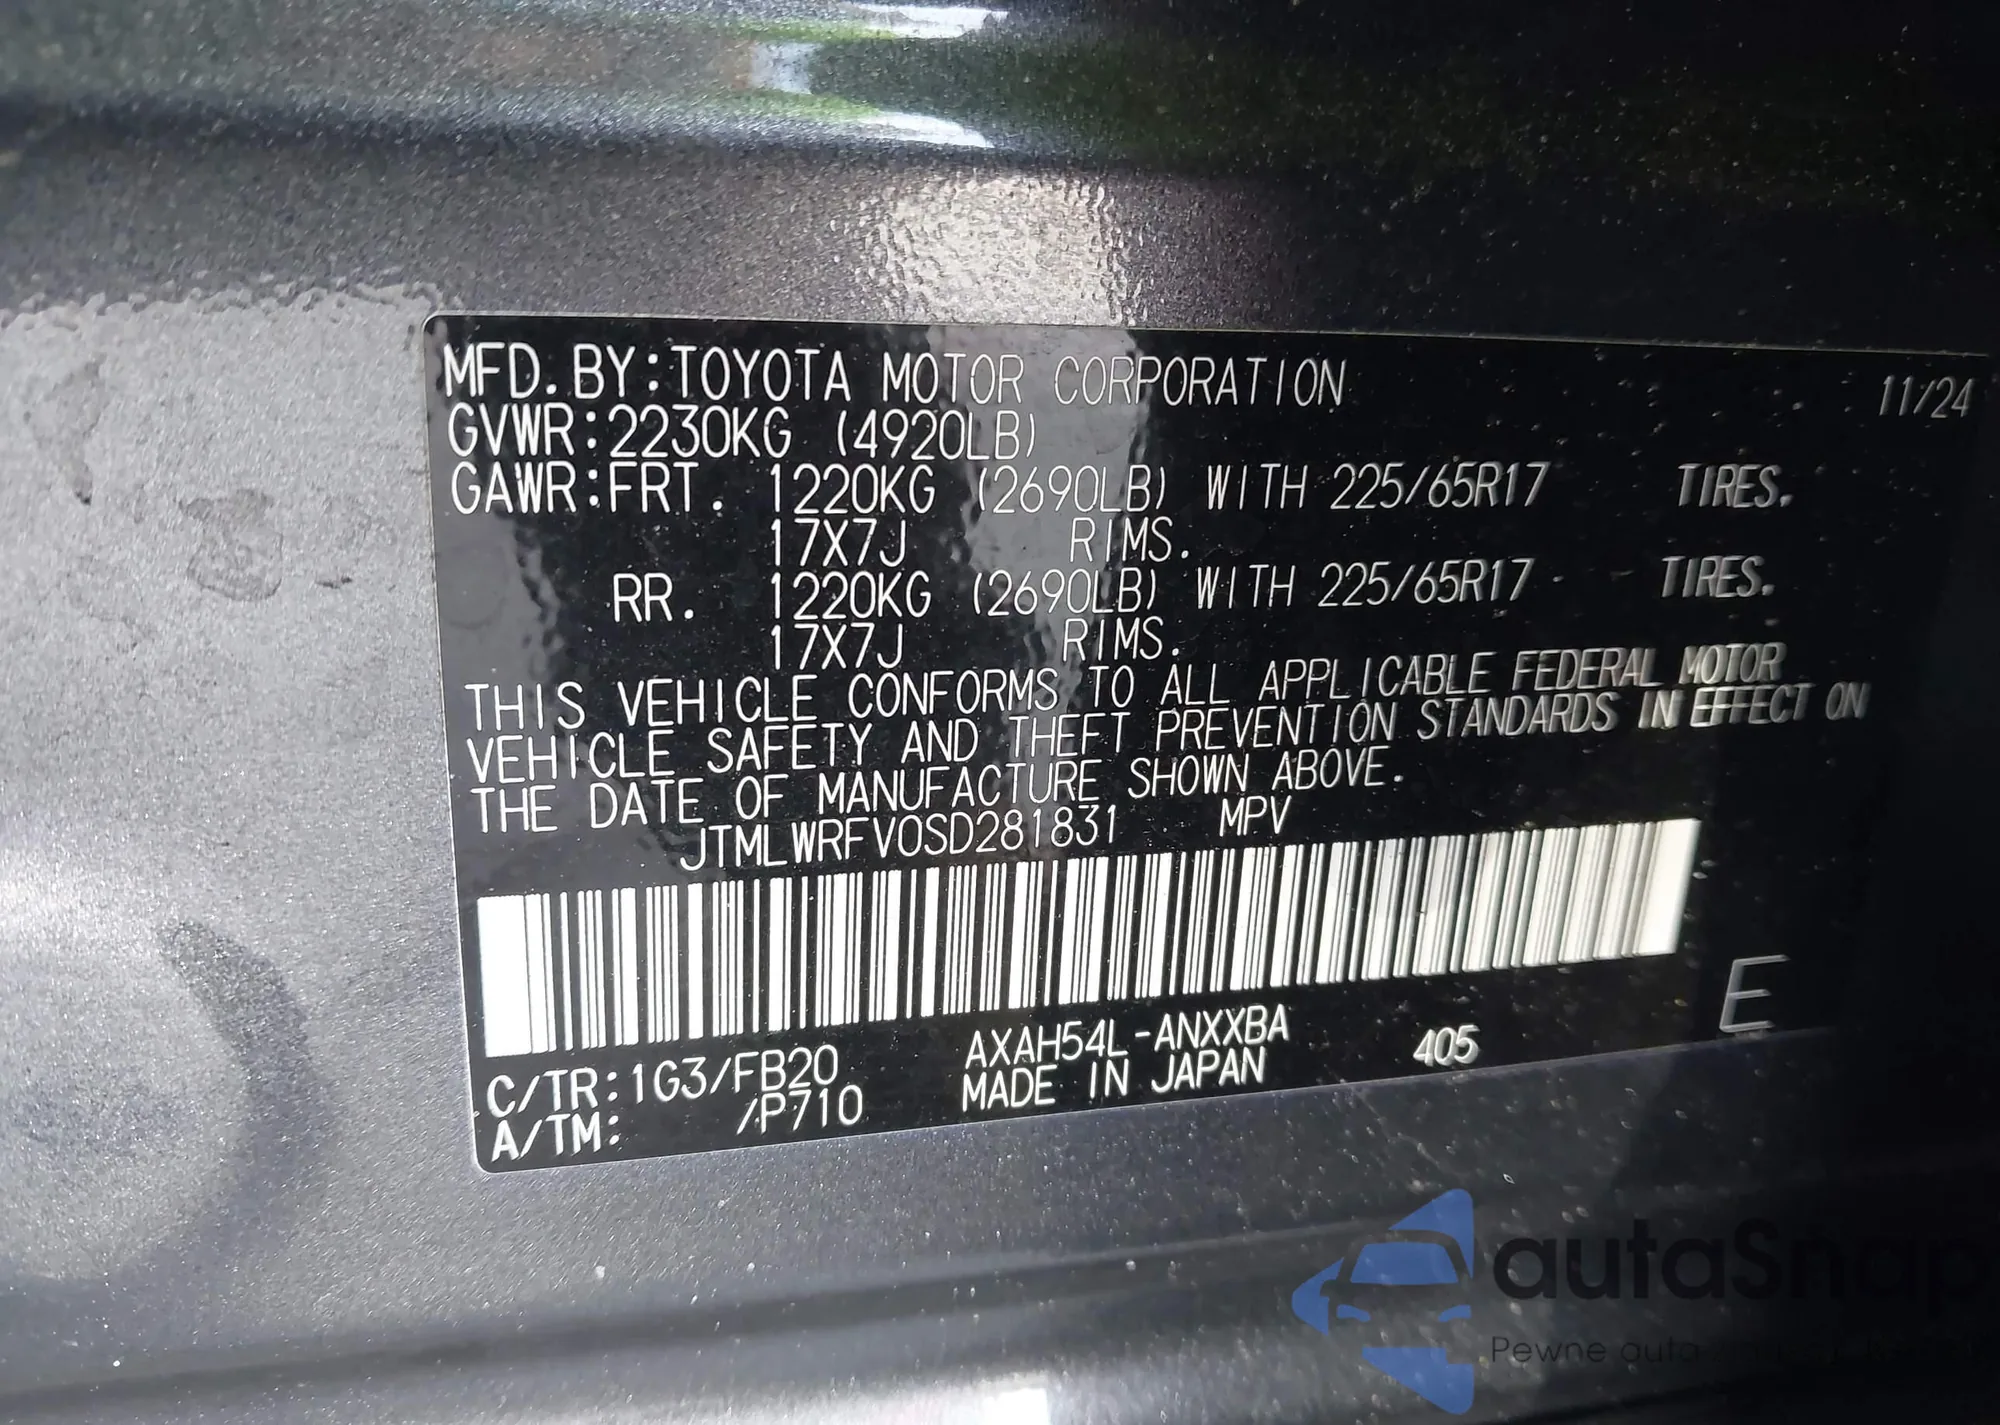 MFD. BY:TOYOTA MOTOR CORPORATION 11/24
GVWR:2230KG (4920LB)
GAWR:FRT. 1220KG (2690LB) WITH 225/65R17 TIRES.
17X7J RIMS.
RR. 1220KG (2690LB) WITH 225/65R17 TIRES.
17X7J RIMS.
THIS VEHICLE CONFORMS TO ALL APPLICABLE FEDERAL MOTOR
VEHICLE SAFETY AND THEFT PREVENTION STANDARDS IN EFFECT ON
THE DATE OF MANUFACTURE SHOWN ABOVE.
JTMLWRFV0SD281831 MPV
E
C/TR:1G3/FB20 AXAH54L-ANXXBA 405
A/TM: /P710 MADE IN JAPAN
autaSnap
Pewne auta